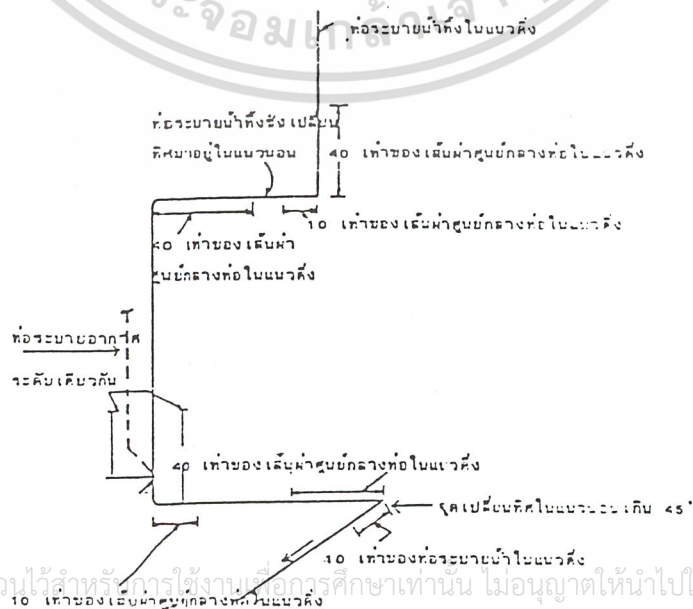 ระจอมเกล้าเจ้า
ท่อระบายน้ำทิ้งในแนวดิ่ง
ท่อระบายน้ำทิ้งซึ่งเปลี่ยน
ทิศมาอยู่ในแนวนอน
40 เท่าของเส้นผ่าศูนย์กลางท่อในแนวดิ่ง
10 เท่าของเส้นผ่าศูนย์กลางท่อในแนวดิ่ง
40 เท่าของเส้นผ่า
ศูนย์กลางท่อในแนวดิ่ง
ท่อระบายอากาศ
ระดับเดียวกัน
40 เท่าของเส้นผ่าศูนย์กลางท่อในแนวดิ่ง
จุดเปลี่ยนทิศในแนวนอนเกิน 45°
10 เท่าของท่อระบายน้ำในแนวดิ่ง
วนไว้สำหรับการใช้งานเพื่อการศึกษาเท่านั้น ไม่อนุญาตให้นำไปใ
10 เท่าของเส้นผ่าศูนย์กลางท่อในแนวดิ่ง